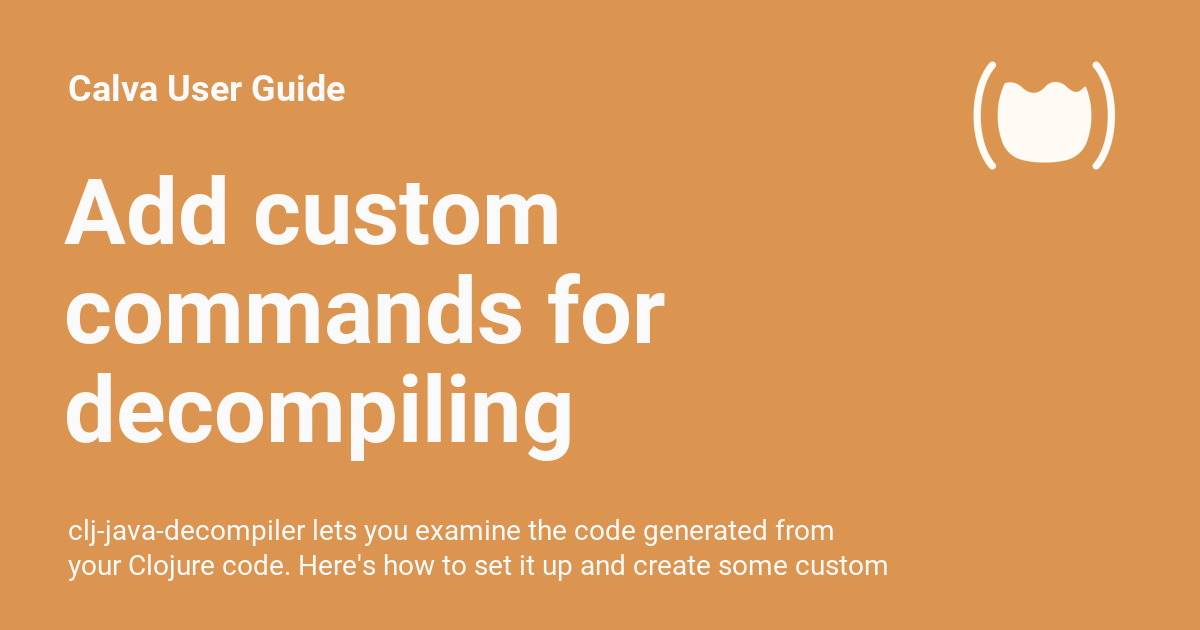 Calva User Guide
Add custom
commands for
decompiling
clj-java-decompiler lets you examine the code generated from
your Clojure code. Here's how to set it up and create some custom